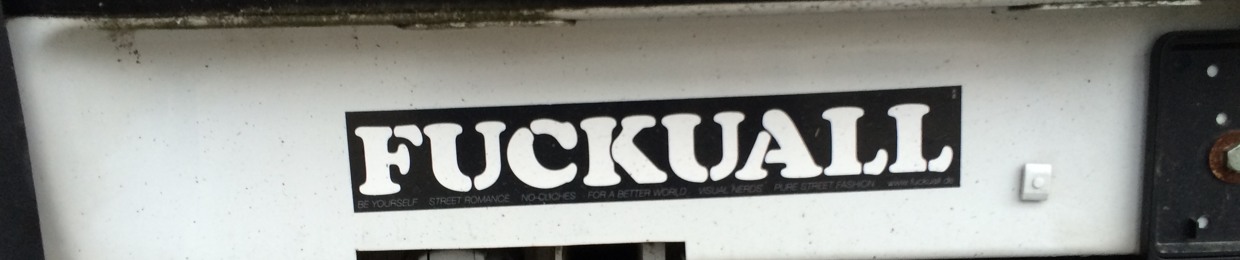 FUCKUALL
BE YOURSELF STREET ROMANCE NO-CLICHES FOR A BETTER WORLD VISUAL NERDS PURE STREET FASHION www.fuckuall.de